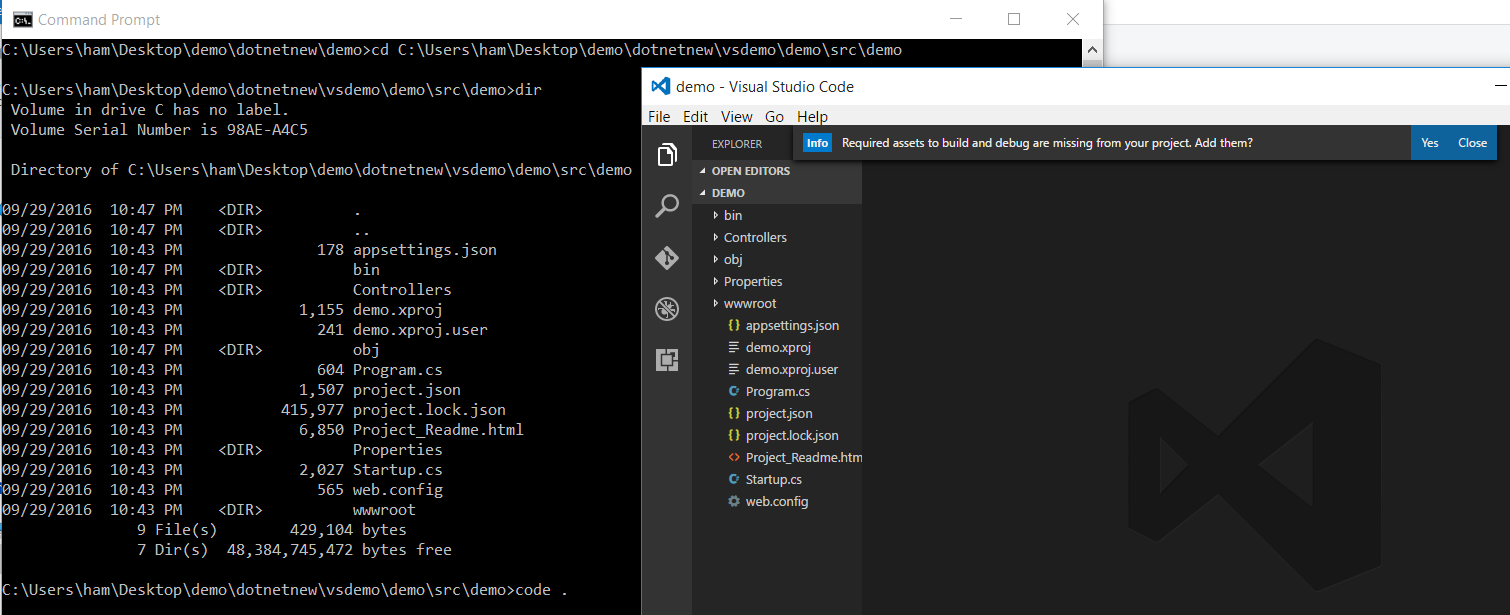 Command Prompt
C:\Users\ham\Desktop\demo\dotnetnew\demo>cd C:\Users\ham\Desktop\demo\dotnetnew\vsdemo\demo\src\demo
C:\Users\ham\Desktop\demo\dotnetnew\vsdemo\demo\src\demo>dir
Volume in drive C has no label.
Volume Serial Number is 98AE-A4C5
Directory of C:\Users\ham\Desktop\demo\dotnetnew\vsdemo\demo\src\demo
09/29/2016 10:47 PM <DIR> .
09/29/2016 10:47 PM <DIR> ..
09/29/2016 10:43 PM 178 appsettings.json
09/29/2016 10:47 PM <DIR> bin
09/29/2016 10:43 PM <DIR> Controllers
09/29/2016 10:43 PM 1,155 demo.xproj
09/29/2016 10:43 PM 241 demo.xproj.user
09/29/2016 10:47 PM <DIR> obj
09/29/2016 10:43 PM 604 Program.cs
09/29/2016 10:43 PM 1,507 project.json
09/29/2016 10:43 PM 415,977 project.lock.json
09/29/2016 10:43 PM 6,850 Project_Readme.html
09/29/2016 10:43 PM <DIR> Properties
09/29/2016 10:43 PM 2,027 Startup.cs
09/29/2016 10:43 PM 565 web.config
09/29/2016 10:43 PM <DIR> wwwroot
9 File(s) 429,104 bytes
7 Dir(s) 48,384,745,472 bytes free
C:\Users\ham\Desktop\demo\dotnetnew\vsdemo\demo\src\demo>code .
demo - Visual Studio Code
File Edit View Go Help
EXPLORER
Info Required assets to build and debug are missing from your project. Add them? Yes Close
OPEN EDITORS
DEMO
bin
Controllers
obj
Properties
wwwroot
appsettings.json
demo.xproj
demo.xproj.user
Program.cs
project.json
project.lock.json
Project_Readme.htm
Startup.cs
web.config